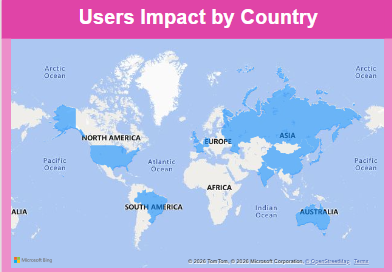 Users Impact by Country
Arctic
Ocean
Arctic
Ocean
NORTH AMERICA
EUROPE
ASIA
Pacific
Ocean
Atlantic
Ocean
Pacific
Ocean
AFRICA
Indian
Ocean
ALIA
SOUTH AMERICA
AUSTRALIA
Microsoft Bing
© 2026 TomTom, © 2026 Microsoft Corporation, © OpenStreetMap, Terms